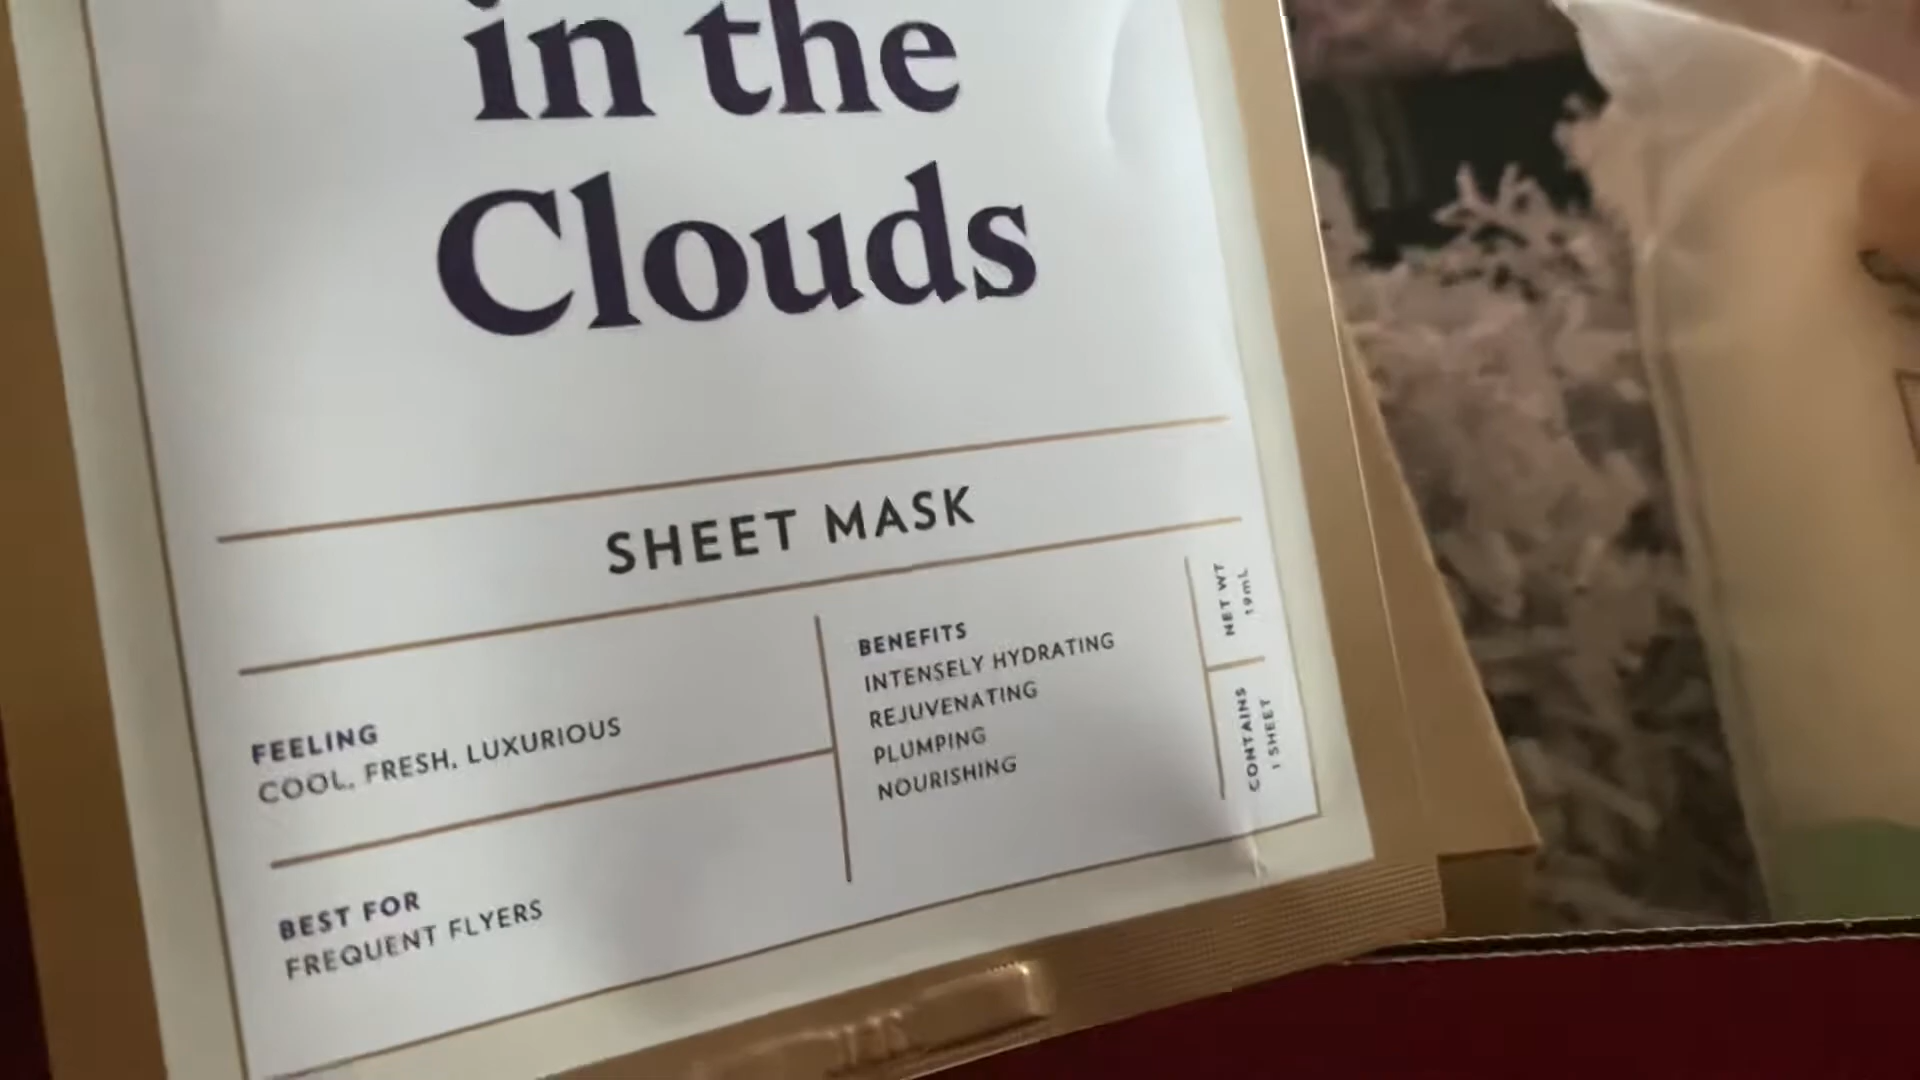 in the
Clouds
SHEET MASK
FEELING
COOL, FRESH, LUXURIOUS
BEST FOR
FREQUENT FLYERS
BENEFITS
INTENSELY HYDRATING
REJUVENATING
PLUMPING
NOURISHING
NET WT
19mL
CONTAINS
1 SHEET